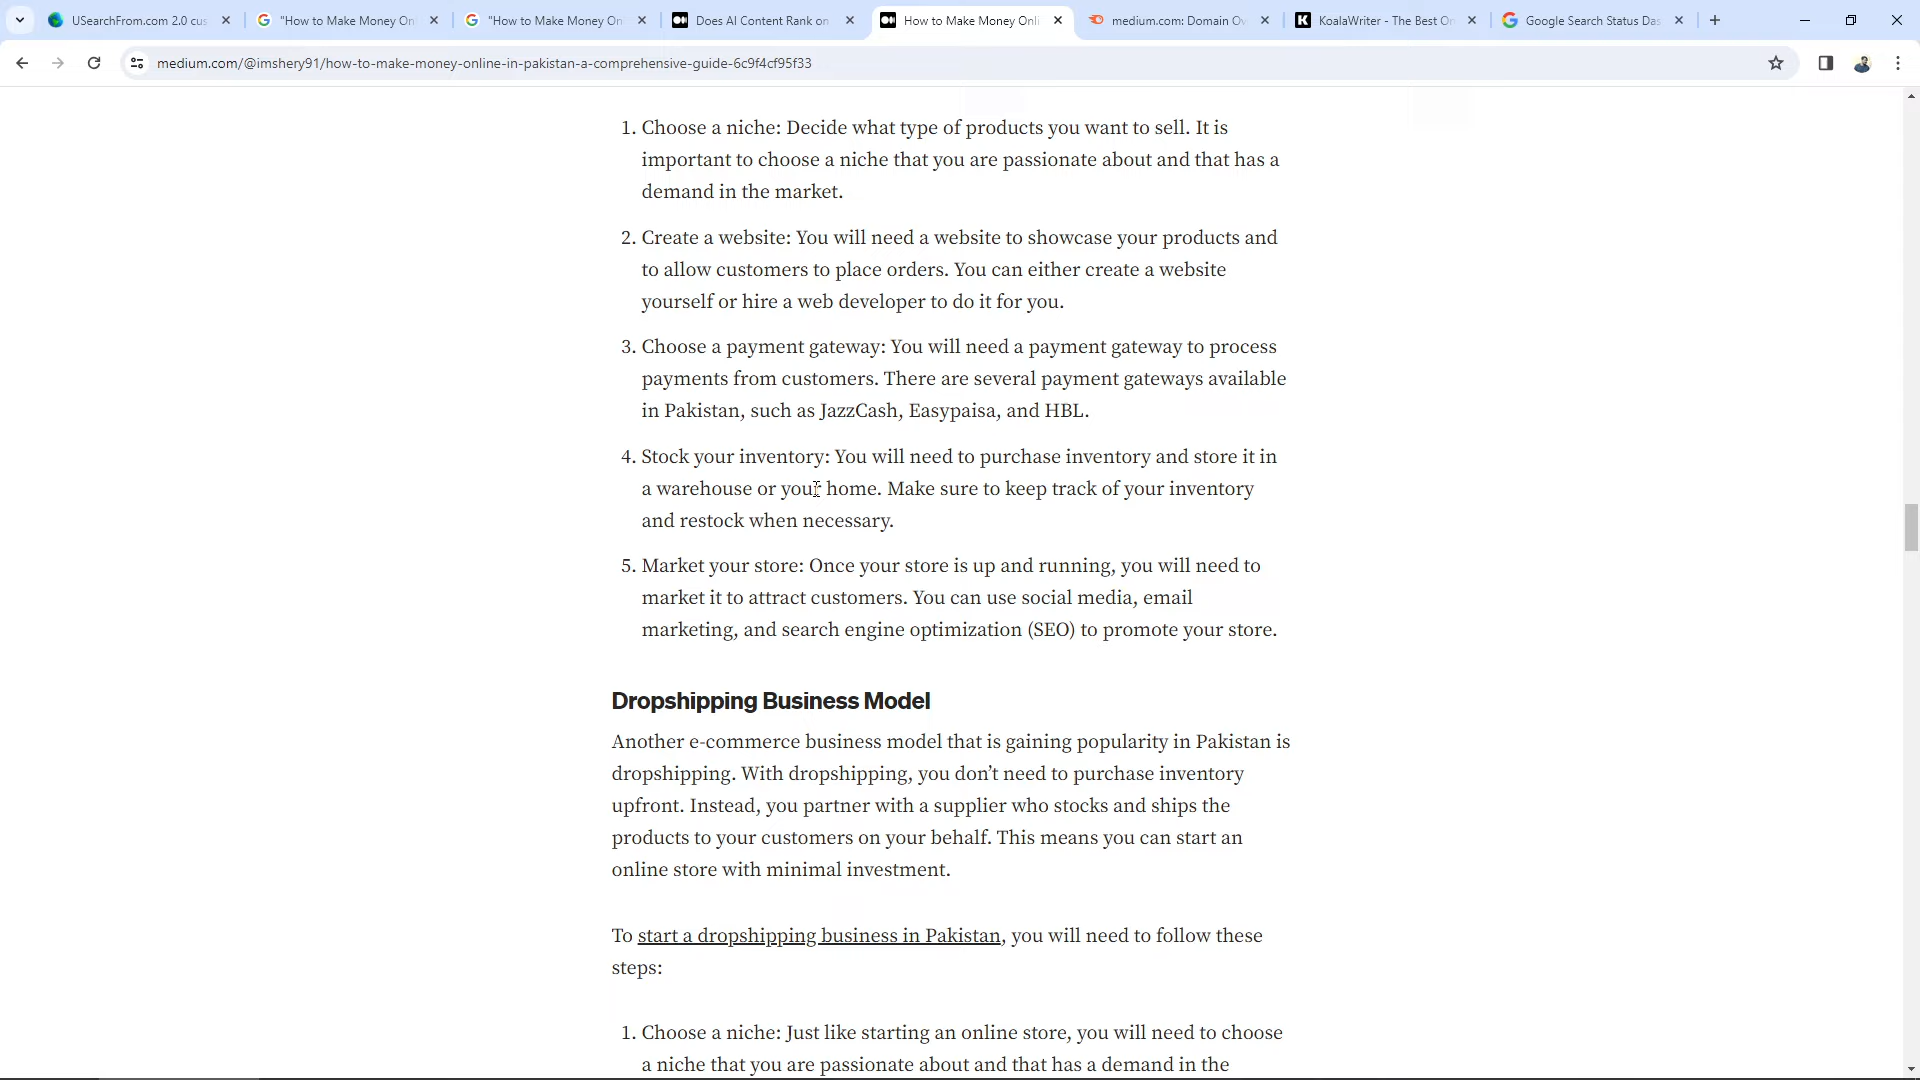 USearchFrom.com 2.0 cus
"How to Make Money Onl
"How to Make Money Onl
Does AI Content Rank on
How to Make Money Onli
medium.com: Domain Ov
KoalaWriter - The Best On
Google Search Status Das
medium.com/@imshery91/how-to-make-money-online-in-pakistan-a-comprehensive-guide-6c9f4cf95f33
1. Choose a niche: Decide what type of products you want to sell. It is
important to choose a niche that you are passionate about and that has a
demand in the market.
2. Create a website: You will need a website to showcase your products and
to allow customers to place orders. You can either create a website
yourself or hire a web developer to do it for you.
3. Choose a payment gateway: You will need a payment gateway to process
payments from customers. There are several payment gateways available
in Pakistan, such as JazzCash, Easypaisa, and HBL.
4. Stock your inventory: You will need to purchase inventory and store it in
a warehouse or your home. Make sure to keep track of your inventory
and restock when necessary.
5. Market your store: Once your store is up and running, you will need to
market it to attract customers. You can use social media, email
marketing, and search engine optimization (SEO) to promote your store.
Dropshipping Business Model
Another e-commerce business model that is gaining popularity in Pakistan is
dropshipping. With dropshipping, you don’t need to purchase inventory
upfront. Instead, you partner with a supplier who stocks and ships the
products to your customers on your behalf. This means you can start an
online store with minimal investment.
To start a dropshipping business in Pakistan, you will need to follow these
steps:
1. Choose a niche: Just like starting an online store, you will need to choose
a niche that you are passionate about and that has a demand in the